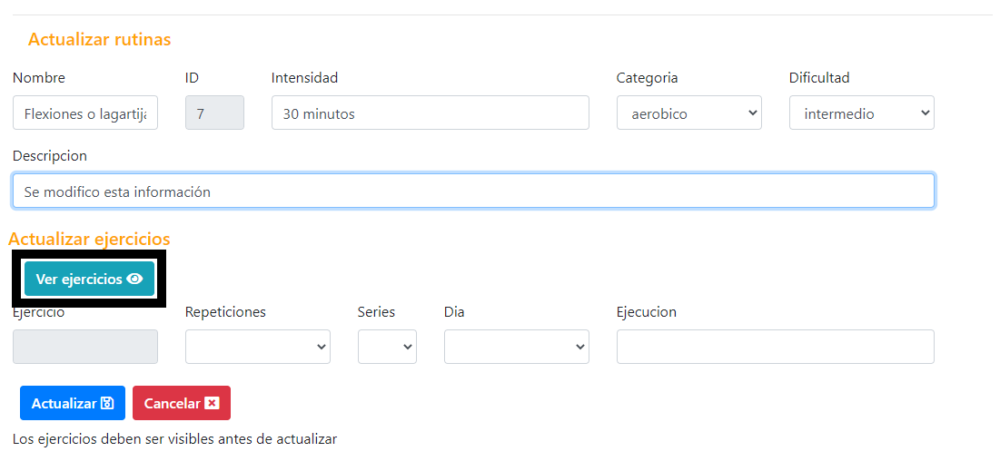 Actualizar rutinas
Nombre ID Intensidad Categoria Dificultad
Flexiones o lagartija 7 30 minutos aerobico intermedio
Descripcion
Se modifico esta información
Actualizar ejercicios
Ver ejercicios
Ejercicio Repeticiones Series Dia Ejecucion
Actualizar Cancelar
Los ejercicios deben ser visibles antes de actualizar